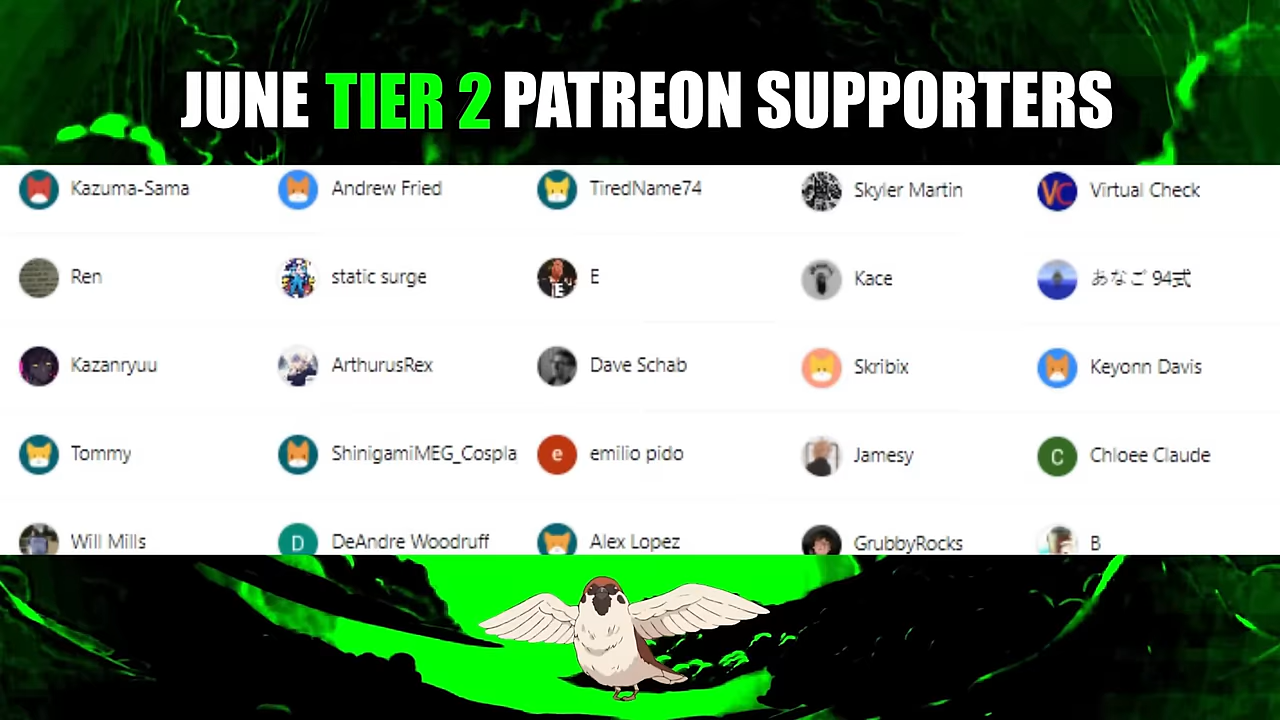 JUNE TIER 2 PATREON SUPPORTERS
Kazuma-Sama Andrew Fried TiredName74 Skyler Martin VC Virtual Check
Ren static surge E E Kace あなご 94式
Kazanryuu ArthurusRex Dave Schab Skribix Keyonn Davis
Tommy ShinigamiMEG_Cospla e emilio pido Jamesy C Chloee Claude
Will Mills D DeAndre Woodruff Alex Lopez GrubbyRocks B